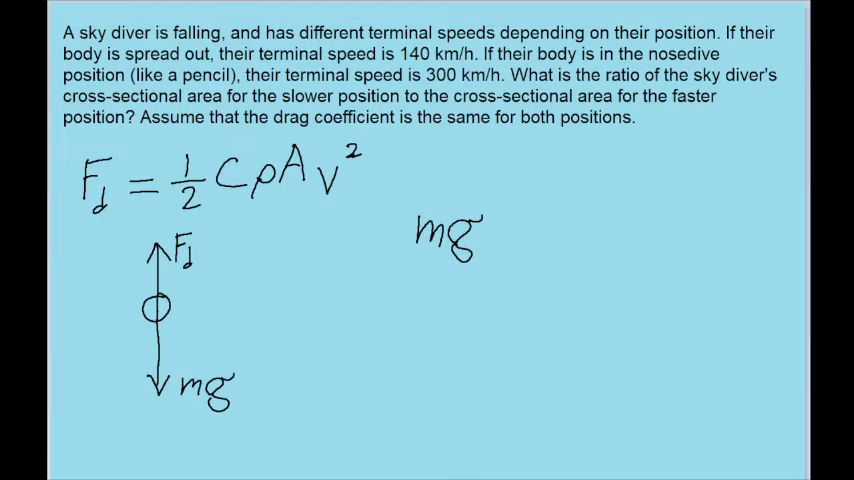 A sky diver is falling, and has different terminal speeds depending on their position. If their
body is spread out, their terminal speed is 140 km/h. If their body is in the nosedive
position (like a pencil), their terminal speed is 300 km/h. What is the ratio of the sky diver's
cross-sectional area for the slower position to the cross-sectional area for the faster
position? Assume that the drag coefficient is the same for both positions.
F_d = 1/2 CρAv²
mg
F_d
mg